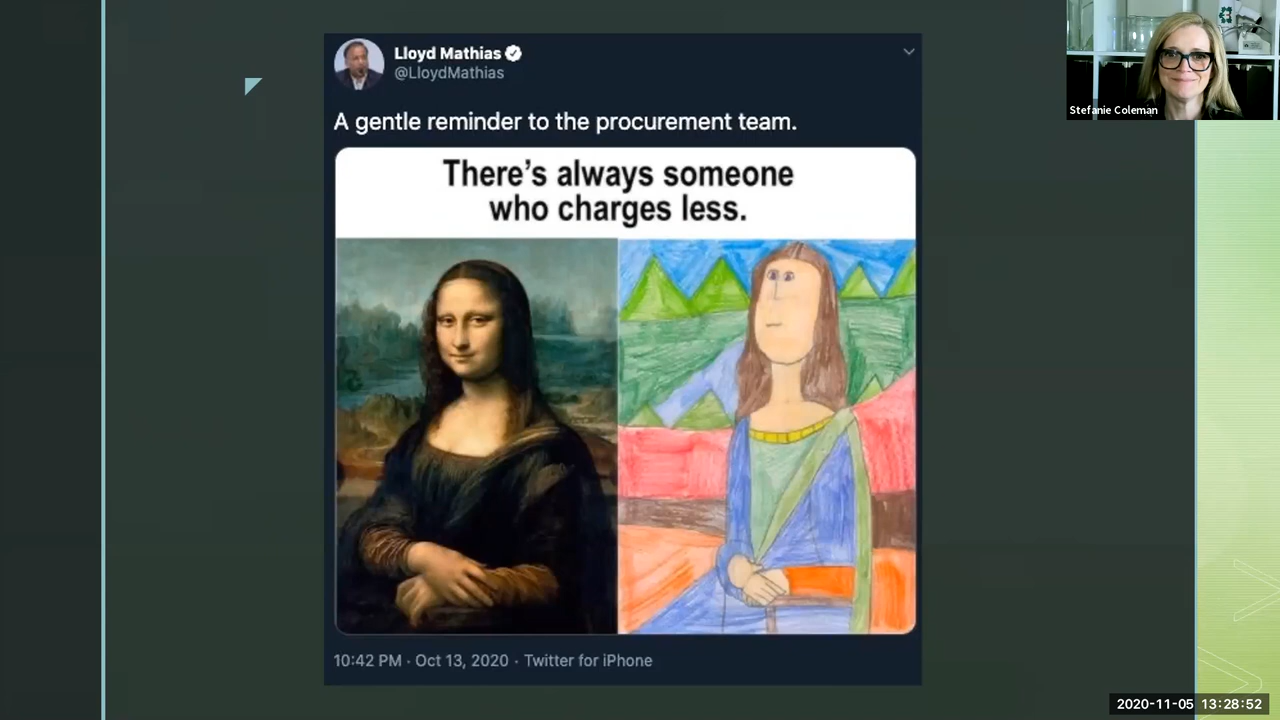 Lloyd Mathias
@LloydMathias
A gentle reminder to the procurement team.
There's always someone
who charges less.
10:42 PM · Oct 13, 2020 · Twitter for iPhone
Stefanie Coleman
2020-11-05 13:28:52